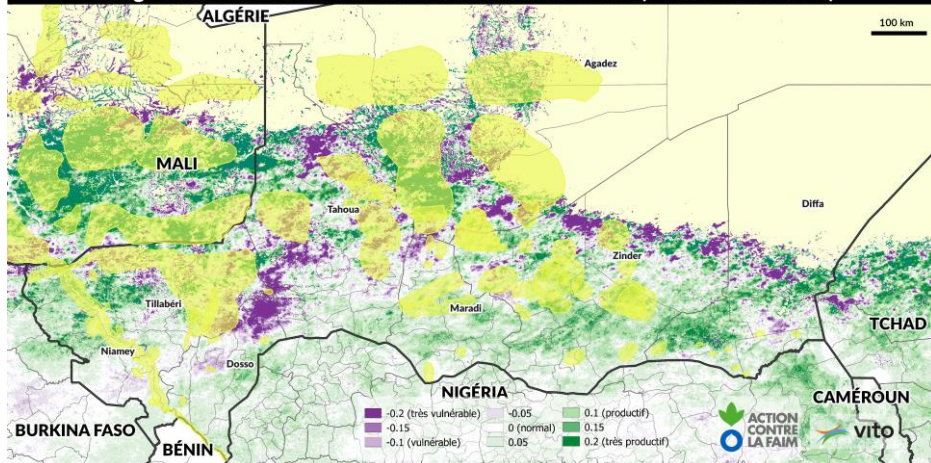 ALGÉRIE
100 km
Agadez
MALI
Diffa
Tahoua
Zinder
Tillabéri
Maradi
TCHAD
Niamey
Dosso
NIGÉRIA
CAMÉROUN
BURKINA FASO
BÉNIN
-0.2 (très vulnérable)
-0.15
-0.1 (vulnérable)
-0.05
0 (normal)
0.05
0.1 (productif)
0.15
0.2 (très productif)
ACTION
CONTRE
LA FAIM
vito